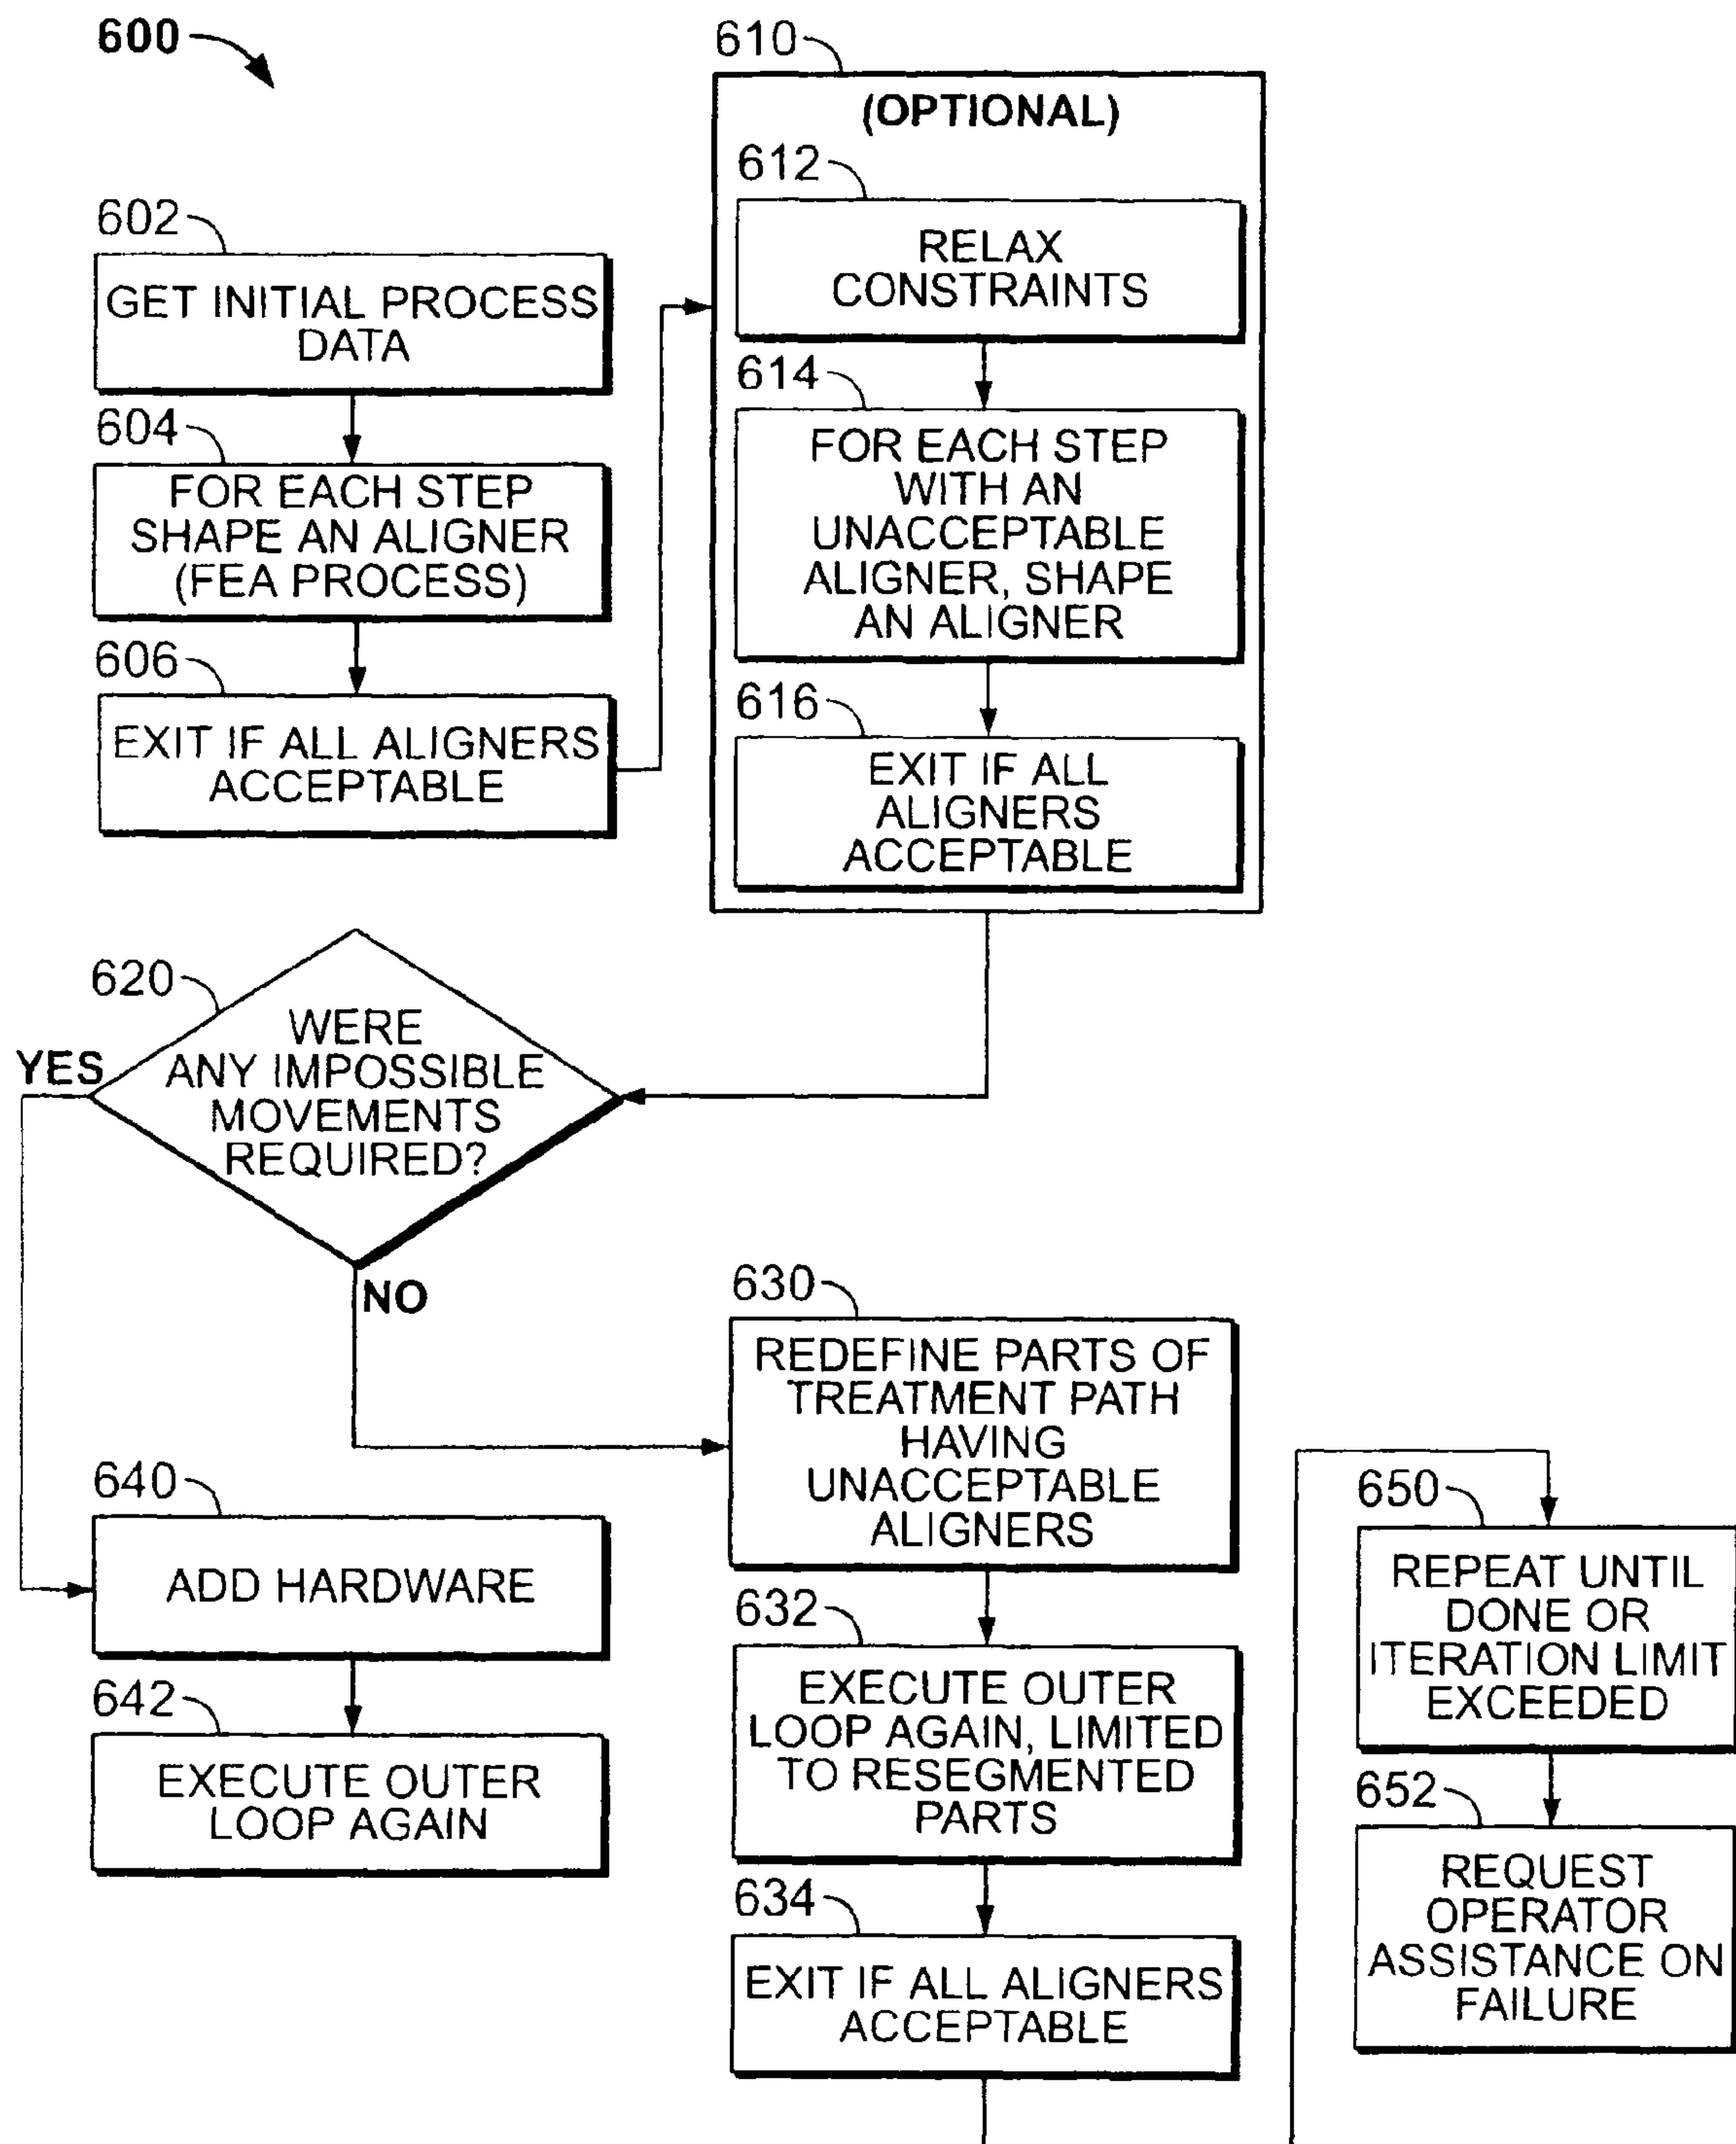 600
602
GET INITIAL PROCESS
DATA
604
FOR EACH STEP
SHAPE AN ALIGNER
(FEA PROCESS)
606
EXIT IF ALL ALIGNERS
ACCEPTABLE
610
(OPTIONAL)
612
RELAX
CONSTRAINTS
614
FOR EACH STEP
WITH AN
UNACCEPTABLE
ALIGNER, SHAPE
AN ALIGNER
616
EXIT IF ALL
ALIGNERS
ACCEPTABLE
620
WERE
ANY IMPOSSIBLE
MOVEMENTS
REQUIRED?
YES
NO
630
REDEFINE PARTS OF
TREATMENT PATH
HAVING
UNACCEPTABLE
ALIGNERS
632
EXECUTE OUTER
LOOP AGAIN, LIMITED
TO RESEGMENTED
PARTS
634
EXIT IF ALL ALIGNERS
ACCEPTABLE
640
ADD HARDWARE
642
EXECUTE OUTER
LOOP AGAIN
650
REPEAT UNTIL
DONE OR
ITERATION LIMIT
EXCEEDED
652
REQUEST
OPERATOR
ASSISTANCE ON
FAILURE